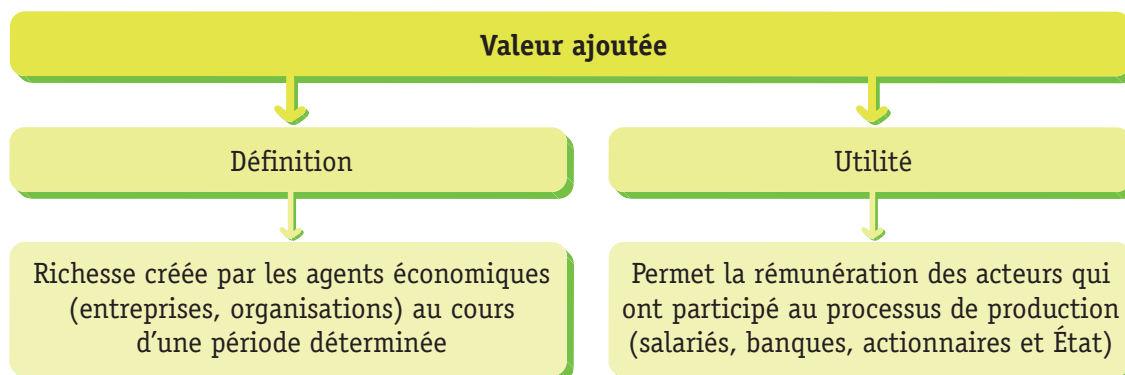 Valeur ajoutée
Définition
Utilité
Richesse créée par les agents économiques
(entreprises, organisations) au cours
d'une période déterminée
Permet la rémunération des acteurs qui
ont participé au processus de production
(salariés, banques, actionnaires et État)